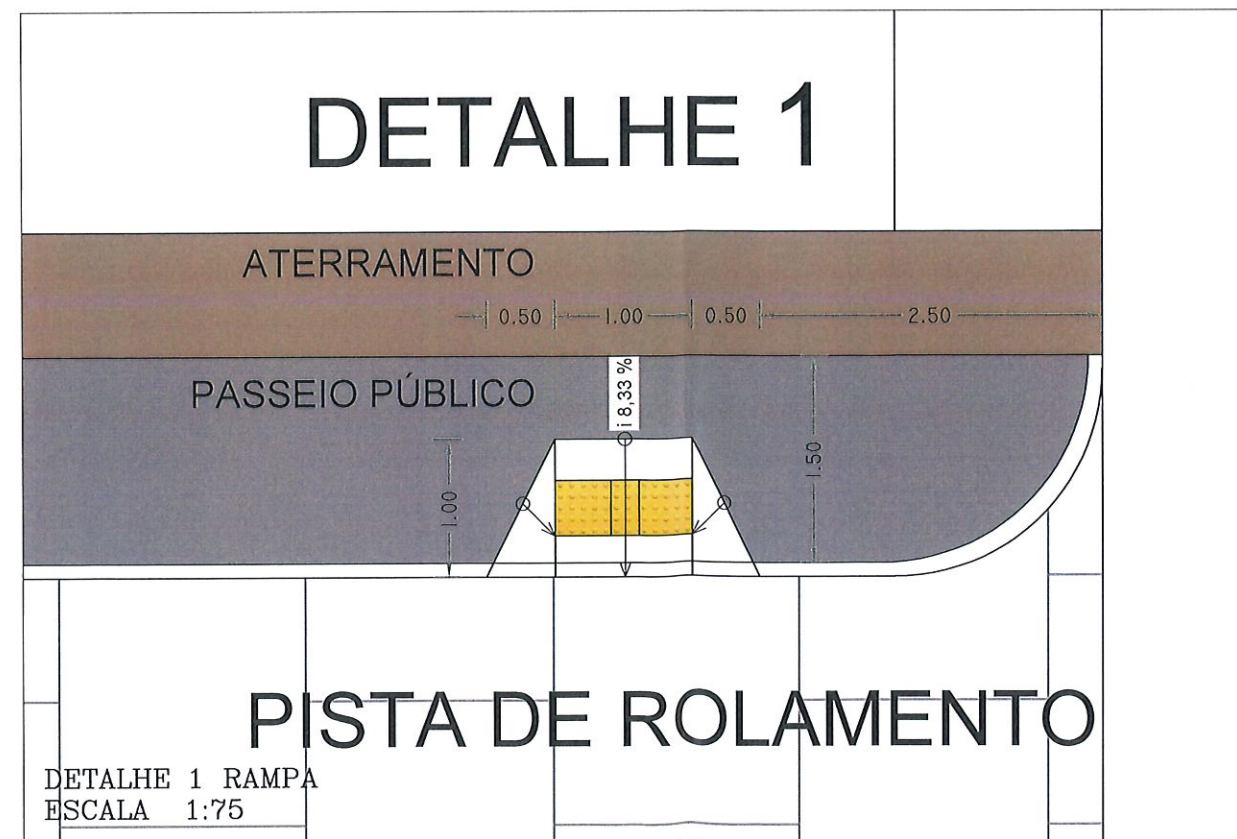 DETALHE 1
ATERRAMENTO
0.50 1.00 0.50 2.50
PASSEIO PÚBLICO
i 8,33 %
1.00
1.50
PISTA DE ROLAMENTO
DETALHE 1 RAMPA
ESCALA 1:75